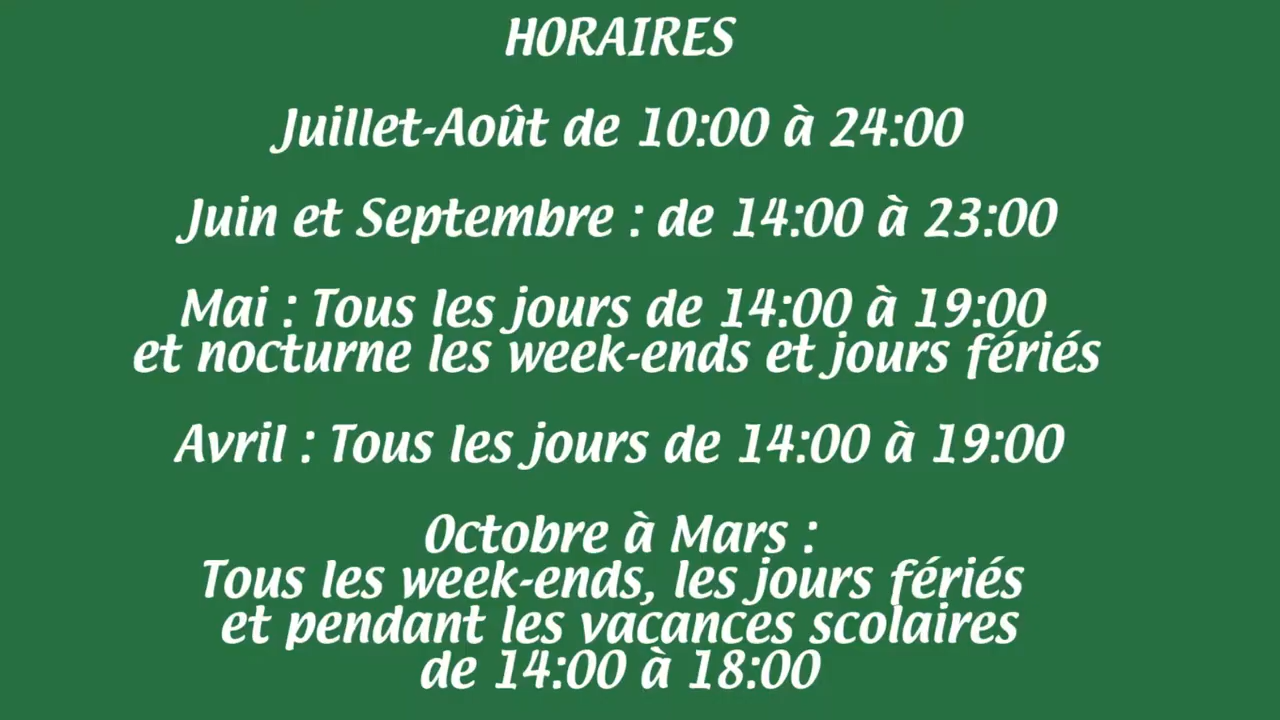 HORAIRES
Juillet-Août de 10:00 à 24:00
Juin et Septembre : de 14:00 à 23:00
Mai : Tous les jours de 14:00 à 19:00
et nocturne les week-ends et jours fériés
Avril : Tous les jours de 14:00 à 19:00
Octobre à Mars :
Tous les week-ends, les jours fériés
et pendant les vacances scolaires
de 14:00 à 18:00